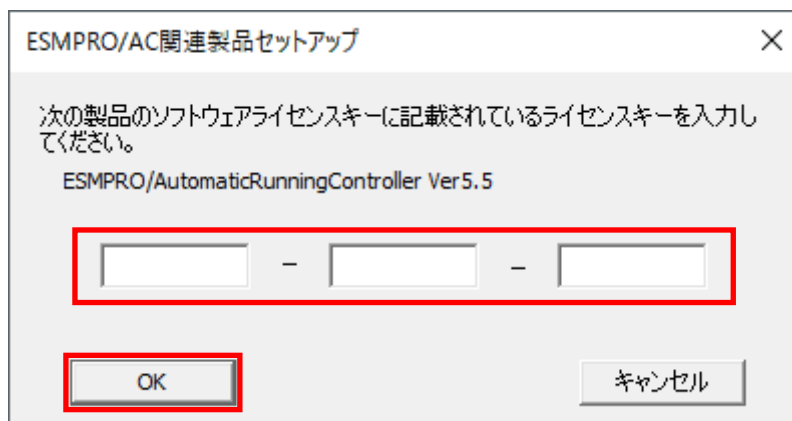 ESMPRO/AC関連製品セットアップ
次の製品のソフトウェアライセンスキーに記載されているライセンスキーを入力し
てください。
ESMPRO/AutomaticRunningController Ver5.5
– –
OK キャンセル